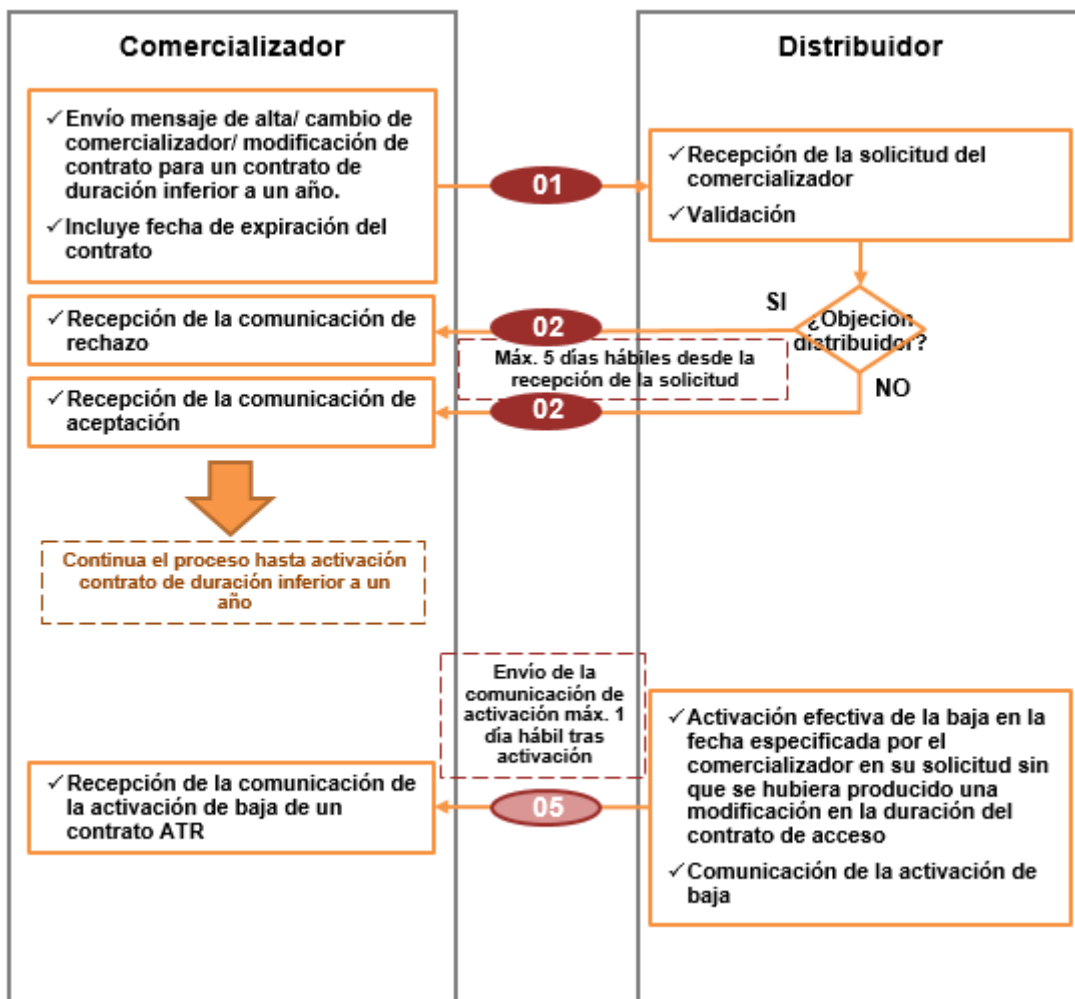 Comercializador
Distribuidor
✓ Envío mensaje de alta/ cambio de
comercializador/ modificación de
contrato para un contrato de
duración inferior a un año.
✓ Incluye fecha de expiración del
contrato
01
✓ Recepción de la solicitud del
comercializador
✓ Validación
SI
¿Objeción
distribuidor?
NO
02
✓ Recepción de la comunicación de
rechazo
Máx. 5 días hábiles desde la
recepción de la solicitud
02
✓ Recepción de la comunicación de
aceptación
Continua el proceso hasta activación
contrato de duración inferior a un
año
Envío de la
comunicación de
activación máx. 1
día hábil tras
activación
✓ Activación efectiva de la baja en la
fecha especificada por el
comercializador en su solicitud sin
que se hubiera producido una
modificación en la duración del
contrato de acceso
✓ Comunicación de la activación de
baja
05
✓ Recepción de la comunicación de
la activación de baja de un
contrato ATR